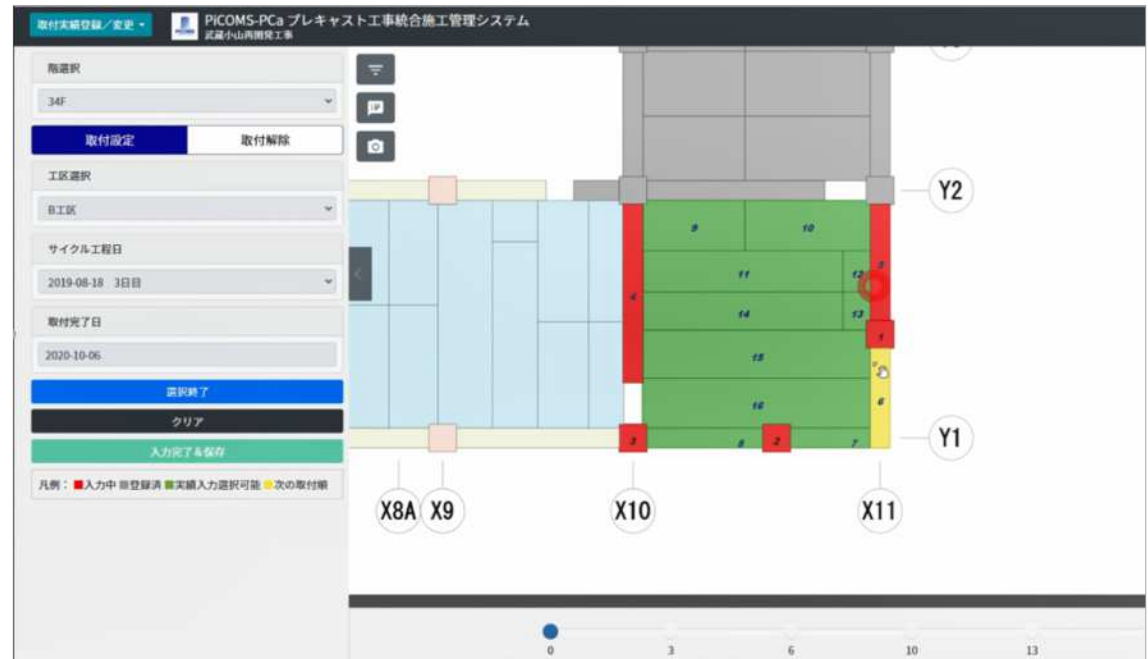 取付実績登録／変更
PiCOMS-PCa プレキャスト工事統合施工管理システム
武蔵小山再開発工事
階選択
34F
取付設定
取付解除
工区選択
B工区
サイクル工程日
2019-08-18 3日目
取付完了日
2020-10-06
選択終了
クリア
入力完了&保存
凡例： ■入力中 ■登録済 ■実績入力選択可能 ■次の取付順
Y2
9
10
11
12
5
4
14
13
1
15
16
6
3
8
2
7
Y1
X8A
X9
X10
X11
0
3
6
10
13